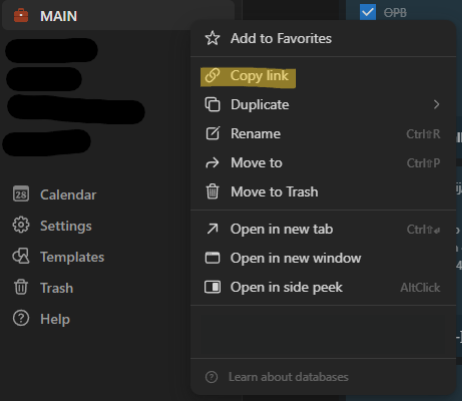 MAIN
OPB
Add to Favorites
Copy link
Duplicate
Rename Ctrl⇧R
Move to Ctrl⇧P
Move to Trash
Open in new tab Ctrl⇧↵
Open in new window
Open in side peek AltClick
Learn about databases
28
Calendar
Settings
Templates
Trash
Help